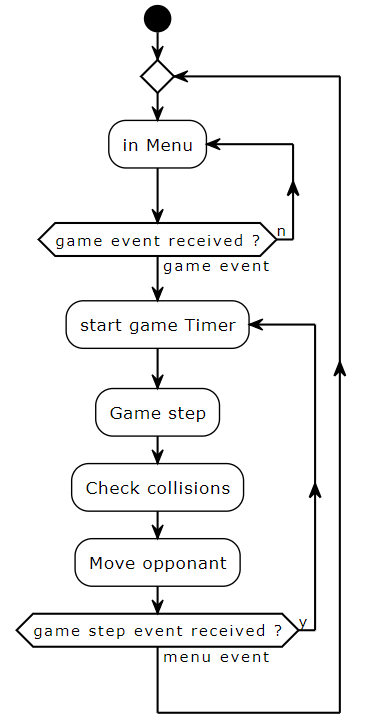 in Menu
game event received ?
n
game event
start game Timer
Game step
Check collisions
Move opponant
game step event received ?
y
menu event